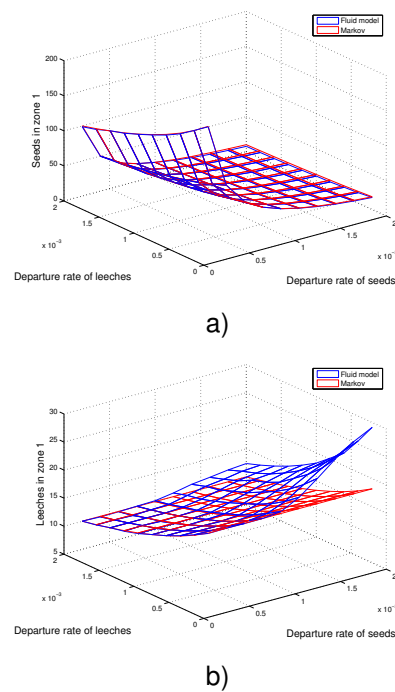 Fluid model
Markov
200
150
100
50
0
Seeds in zone 1
2
1.5
1
0.5
0
x 10⁻³
Departure rate of leeches
0
0.5
1
1.5
2
x 10⁻
Departure rate of seeds
a)
Fluid model
Markov
30
25
20
15
10
5
Leeches in zone 1
2
1.5
1
0.5
0
x 10⁻³
Departure rate of leeches
0
0.5
1
1.5
2
x 10⁻
Departure rate of seeds
b)